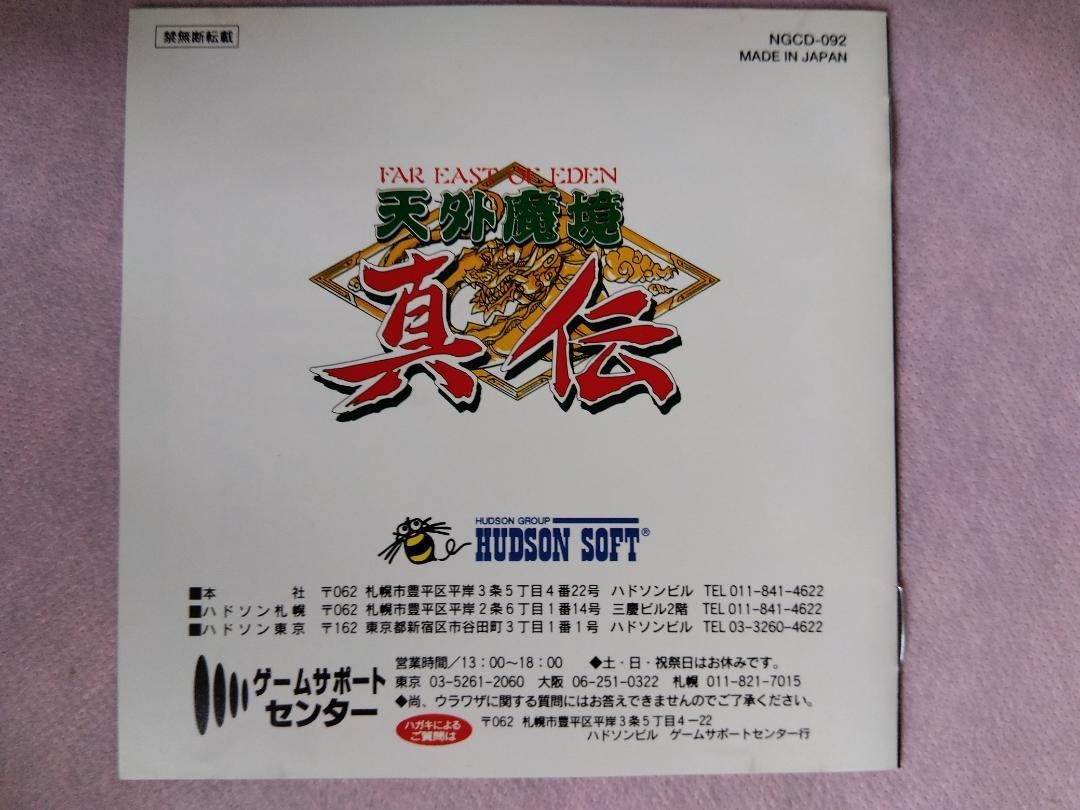 禁無断転載
NGCD-092
MADE IN JAPAN
FAR EAST OF EDEN
天外魔境
真伝
HUDSON GROUP
HUDSON SOFT®
■本社 〒062 札幌市豊平区平岸3条5丁目4番22号 ハドソンビル TEL 011-841-4622
■ハドソン札幌 〒062 札幌市豊平区平岸2条6丁目1番14号 三慶ビル2階 TEL 011-841-4622
■ハドソン東京 〒162 東京都新宿区市谷田町3丁目1番1号 ハドソンビル TEL 03-3260-4622
ゲームサポート
センター
営業時間/13:00〜18:00 ◆土・日・祝祭日はお休みです。
東京 03-5261-2060 大阪 06-251-0322 札幌 011-821-7015
◆尚、ウラワザに関する質問にはお答えできませんのでご了承ください。
ハガキによる
ご質問は
〒062 札幌市豊平区平岸3条5丁目4ー22
ハドソンビル ゲームサポートセンター行